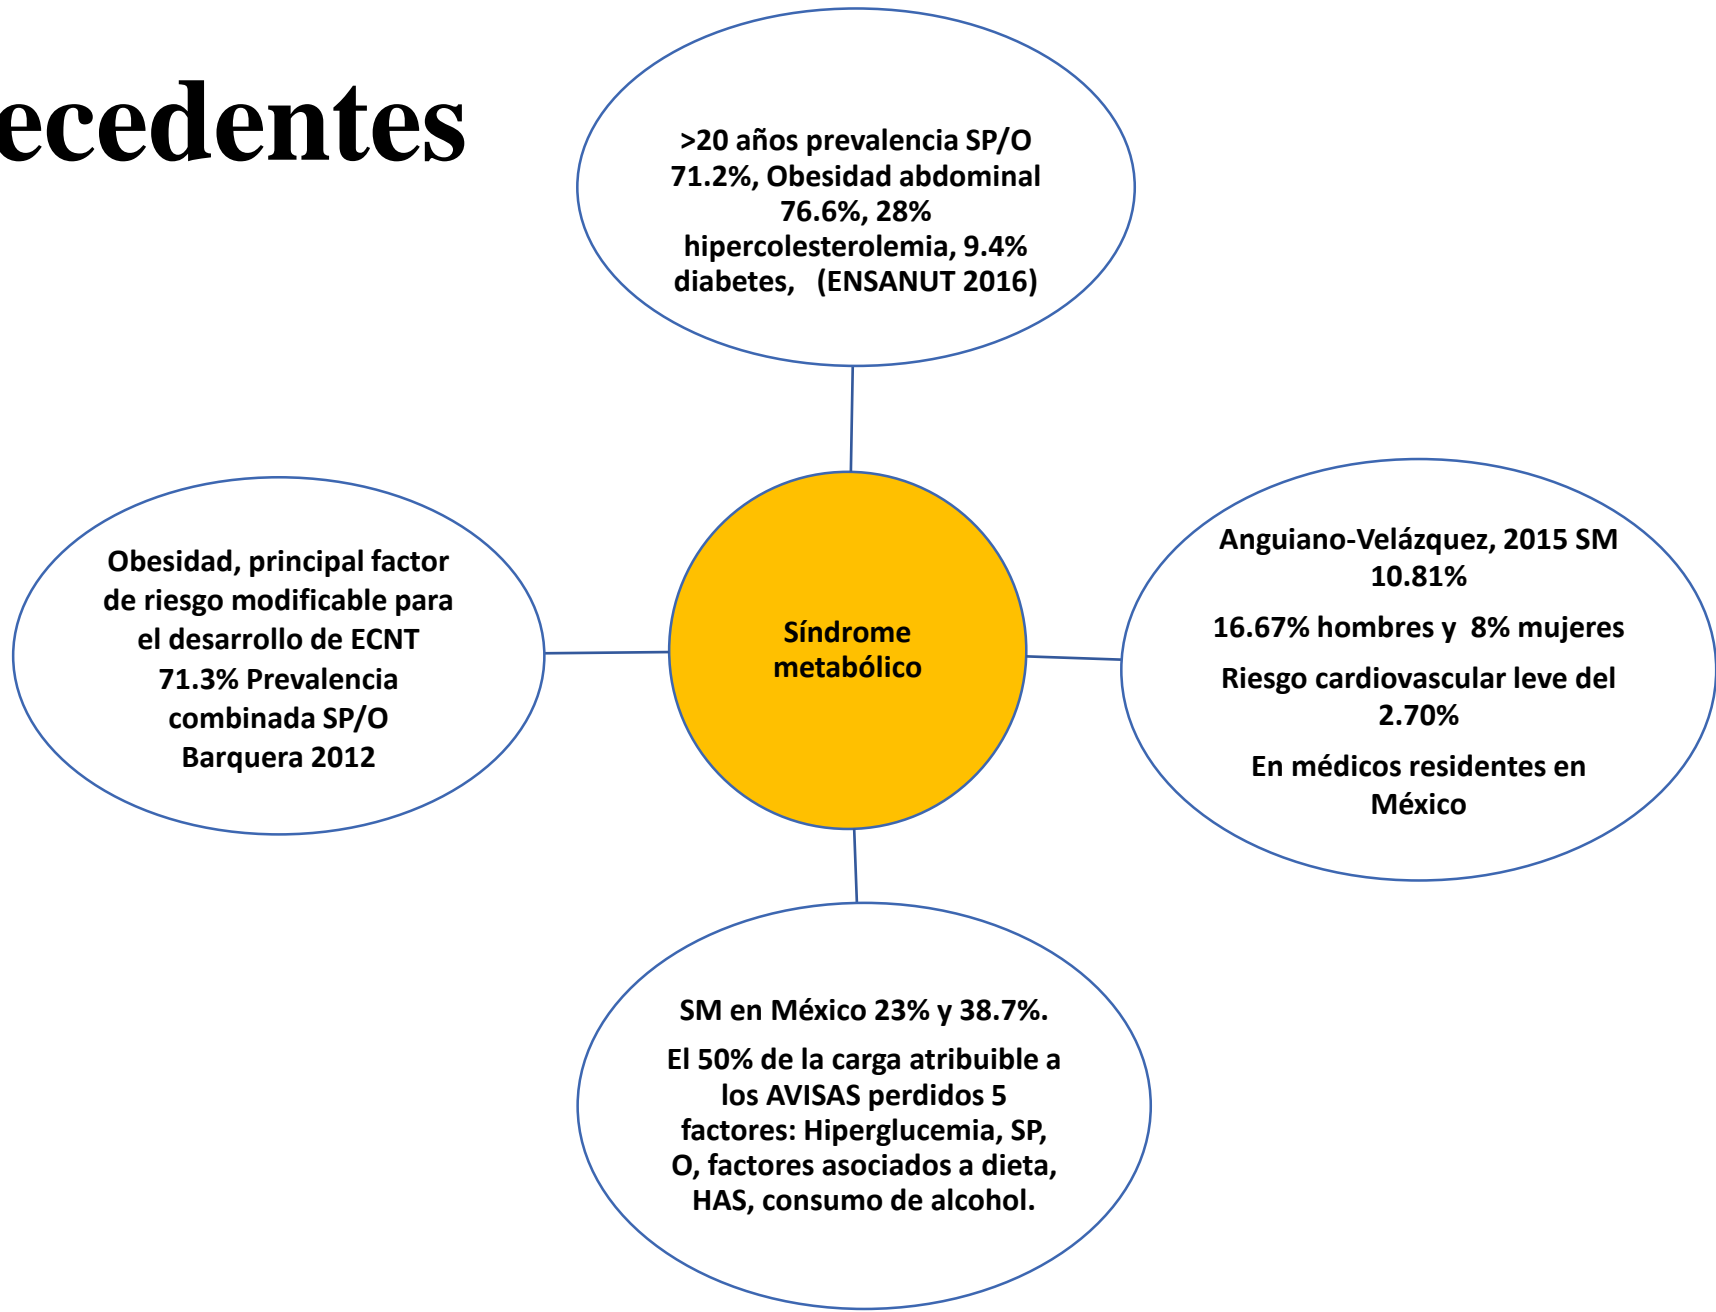 ecedentes
>20 años prevalencia SP/O
71.2%, Obesidad abdominal
76.6%, 28%
hipercolesterolemia, 9.4%
diabetes,   (ENSANUT 2016)
Obesidad, principal factor
de riesgo modificable para
el desarrollo de ECNT
71.3% Prevalencia
combinada SP/O
Barquera 2012
Síndrome
metabólico
Anguiano-Velázquez, 2015 SM
10.81%
16.67% hombres y  8% mujeres
Riesgo cardiovascular leve del
2.70%
En médicos residentes en
México
SM en México 23% y 38.7%.
El 50% de la carga atribuible a
los AVISAS perdidos 5
factores: Hiperglucemia, SP,
O, factores asociados a dieta,
HAS, consumo de alcohol.